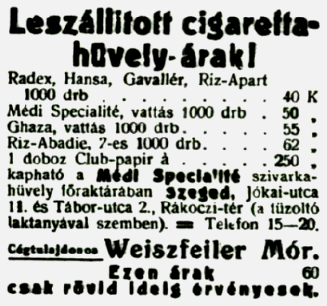 Leszállitott cigaretta-
hüvely-árak!
Radex, Hansa, Gavallér, Riz-Apart
1000 drb . . . . . . . 40 K
Médi Specialité, vattás 1000 drb . 50 „
Ghaza, vattás 1000 drb. . . . . 55 „
Riz-Abadie, 7-es 1000 drb . . . 62 „
1 doboz Club-papir à . . . . 250 „
kapható a Médi Specialité szivarka-
hüvely főraktárában Szeged, Jókai-utca
11. és Tábor-utca 2., Rákóczi-tér (a tüzoltó
laktanyával szemben). = Telefon 15—20.
Cégtulajdonos Weiszfeiler Mór.
Ezen árak 60
csak rövid ideig érvényesek.